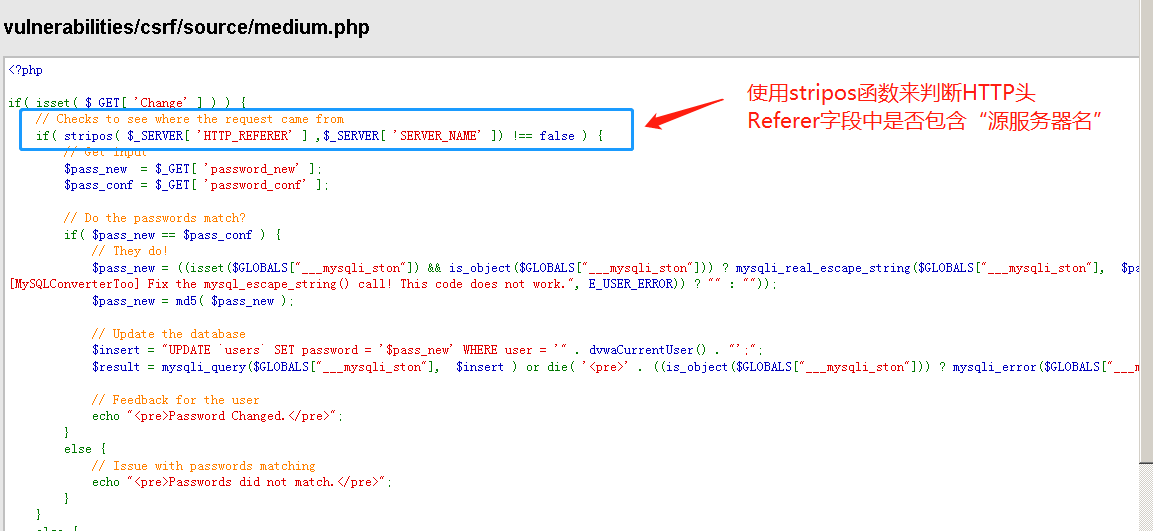 vulnerabilities/csrf/source/medium.php
<?php
if( isset( $_GET[ 'Change' ] ) ) {
// Checks to see where the request came from
if( stripos( $_SERVER[ 'HTTP_REFERER' ] ,$_SERVER[ 'SERVER_NAME' ]) !== false ) {
使用stripos函数来判断HTTP头
Referer字段中是否包含“源服务器名”
// Get input
$pass_new  = $_GET[ 'password_new' ];
$pass_conf = $_GET[ 'password_conf' ];
// Do the passwords match?
if( $pass_new == $pass_conf ) {
// They do!
$pass_new = ((isset($GLOBALS["___mysqli_ston"]) && is_object($GLOBALS["___mysqli_ston"])) ? mysqli_real_escape_string($GLOBALS["___mysqli_ston"],  $pa
[MySQLConverterToo] Fix the mysql_escape_string() call! This code does not work.", E_USER_ERROR)) ? "" : ""));
$pass_new = md5( $pass_new );
// Update the database
$insert = "UPDATE `users` SET password = '$pass_new' WHERE user = '" . dvwaCurrentUser() . "';";
$result = mysqli_query($GLOBALS["___mysqli_ston"],  $insert ) or die( '<pre>' . ((is_object($GLOBALS["___mysqli_ston"])) ? mysqli_error($GLOBALS["___m
// Feedback for the user
echo "<pre>Password Changed.</pre>";
}
else {
// Issue with passwords matching
echo "<pre>Passwords did not match.</pre>";
}
}
else {